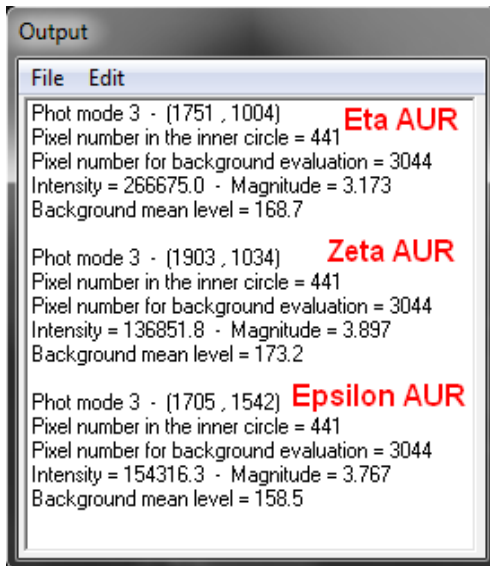 Output
File Edit
Phot mode 3 - (1751 , 1004) Eta AUR
Pixel number in the inner circle = 441
Pixel number for background evaluation = 3044
Intensity = 266675.0 - Magnitude = 3.173
Background mean level = 168.7
Phot mode 3 - (1903 , 1034) Zeta AUR
Pixel number in the inner circle = 441
Pixel number for background evaluation = 3044
Intensity = 136851.8 - Magnitude = 3.897
Background mean level = 173.2
Phot mode 3 - (1705 , 1542) Epsilon AUR
Pixel number in the inner circle = 441
Pixel number for background evaluation = 3044
Intensity = 154316.3 - Magnitude = 3.767
Background mean level = 158.5